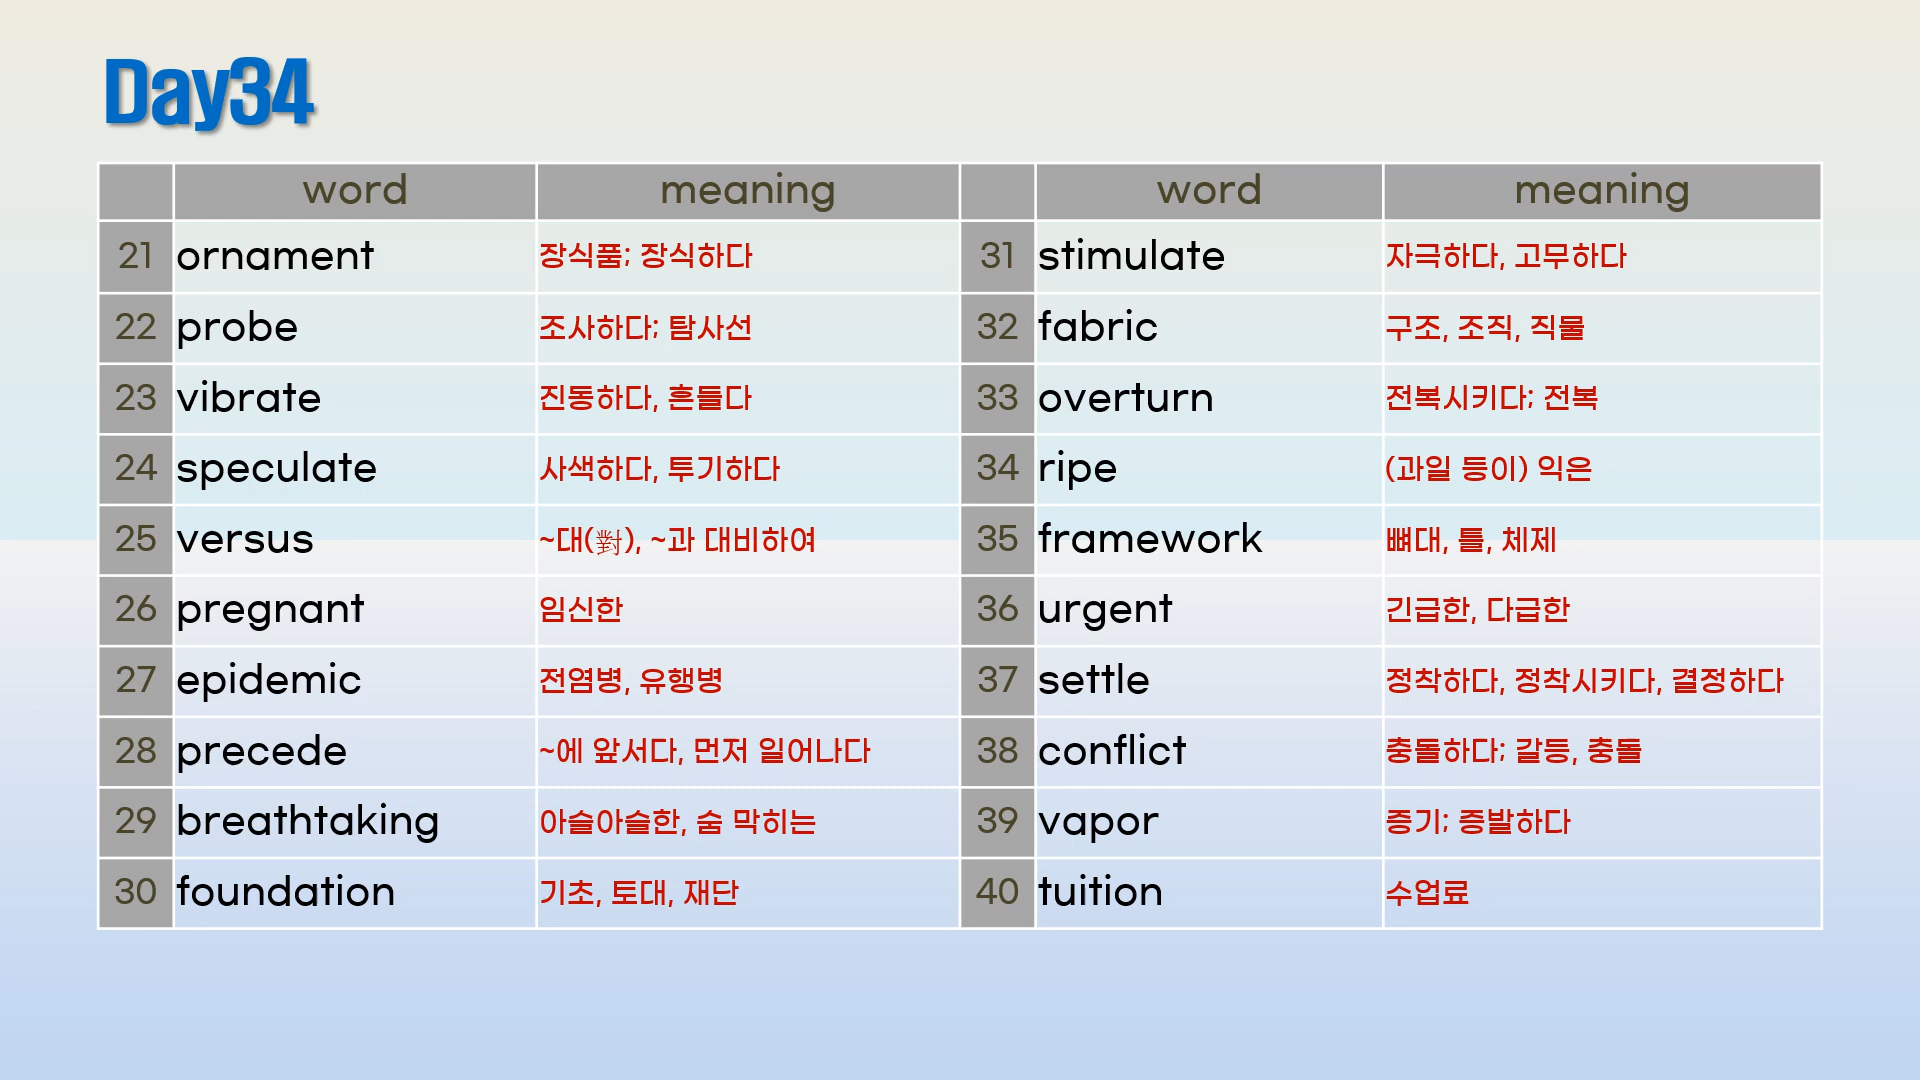 Day34
word meaning word meaning
21 ornament 장식품; 장식하다 31 stimulate 자극하다, 고무하다
22 probe 조사하다; 탐사선 32 fabric 구조, 조직, 직물
23 vibrate 진동하다, 흔들다 33 overturn 전복시키다; 전복
24 speculate 사색하다, 투기하다 34 ripe (과일 등이) 익은
25 versus ~대(對), ~과 대비하여 35 framework 뼈대, 틀, 체제
26 pregnant 임신한 36 urgent 긴급한, 다급한
27 epidemic 전염병, 유행병 37 settle 정착하다, 정착시키다, 결정하다
28 precede ~에 앞서다, 먼저 일어나다 38 conflict 충돌하다; 갈등, 충돌
29 breathtaking 아슬아슬한, 숨 막히는 39 vapor 증기; 증발하다
30 foundation 기초, 토대, 재단 40 tuition 수업료